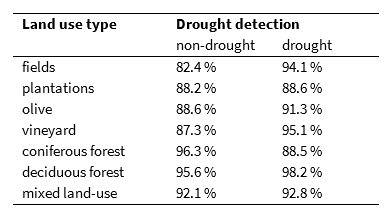 Land use type Drought detection
non-drought drought
fields 82.4 % 94.1 %
plantations 88.2 % 88.6 %
olive 88.6 % 91.3 %
vineyard 87.3 % 95.1 %
coniferous forest 96.3 % 88.5 %
deciduous forest 95.6 % 98.2 %
mixed land-use 92.1 % 92.8 %